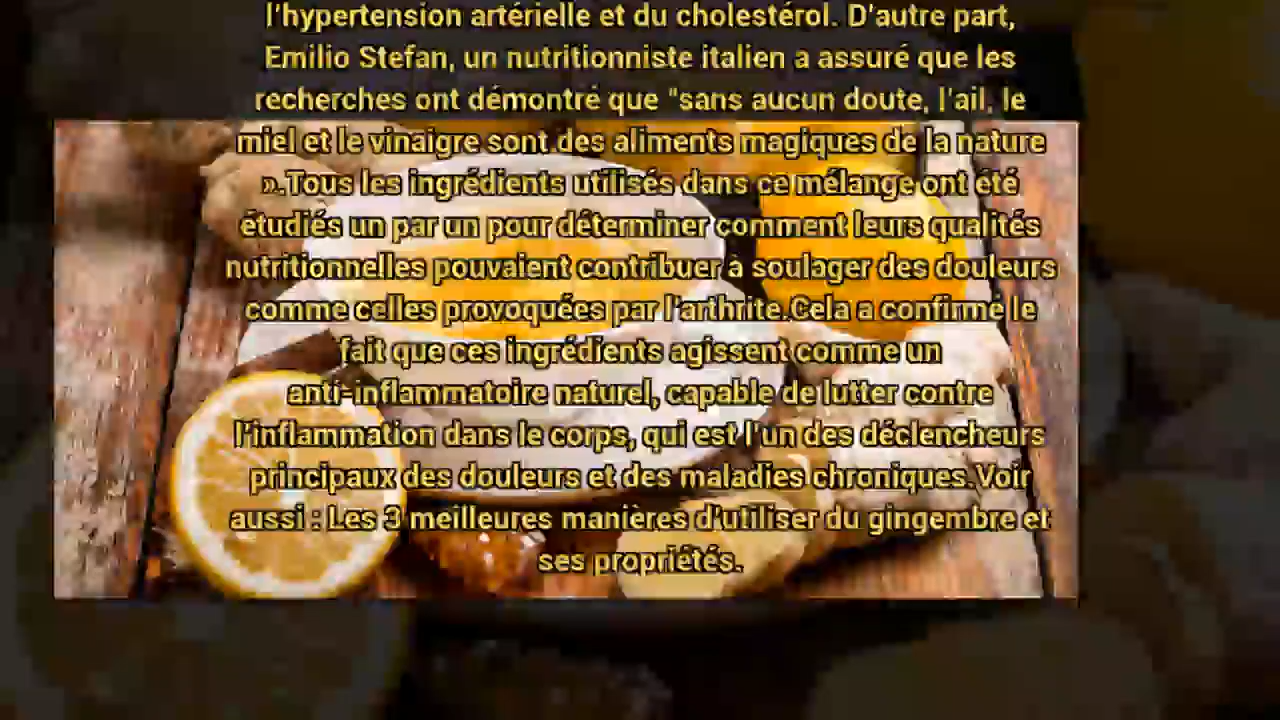 l'hypertension artérielle et du cholestérol. D'autre part,
Emilio Stefan, un nutritionniste italien a assuré que les
recherches ont démontré que "sans aucun doute, l'ail, le
miel et le vinaigre sont.des aliments magiques de la nature
».Tous les ingrédients utilisés dans ce mélange ont été
étudiés un par un pour déterminer comment leurs qualités
nutritionnelles pouvaient contribuer à soulager des douleurs
comme celles provoquées par l'arthrite.Cela a confirmé le
fait que ces ingrédients agissent comme un
anti-inflammatoire naturel, capable de lutter contre
l'inflammation dans le corps, qui est l'un des déclencheurs
principaux des douleurs et des maladies chroniques.Voir
aussi : Les 3 meilleures manières d'utiliser du gingembre et
ses propriétés.